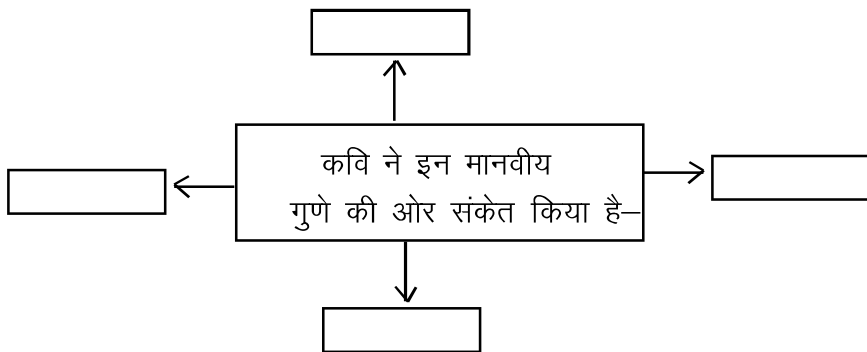 कवि ने इन मानवीय
गुणे की ओर संकेत किया है–